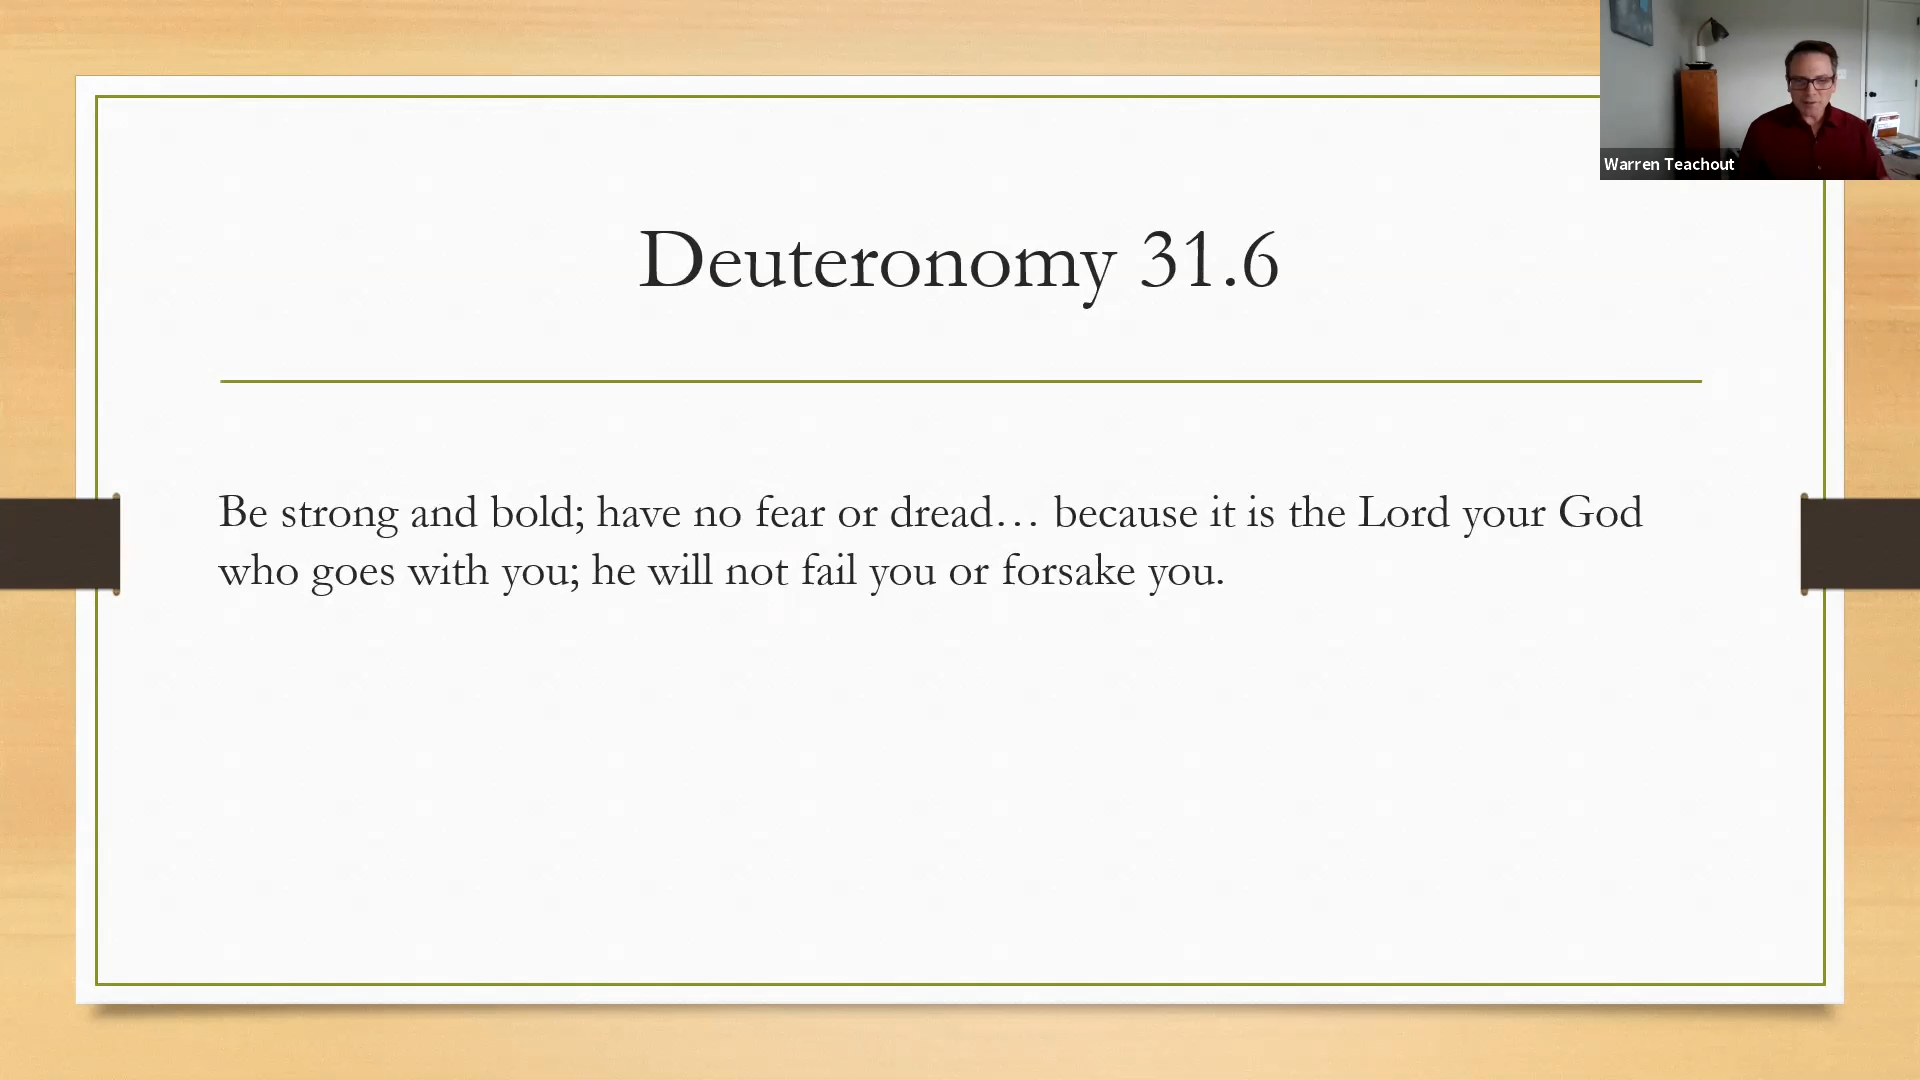 Warren Teachout
Deuteronomy 31.6
Be strong and bold; have no fear or dread… because it is the Lord your God
who goes with you; he will not fail you or forsake you.